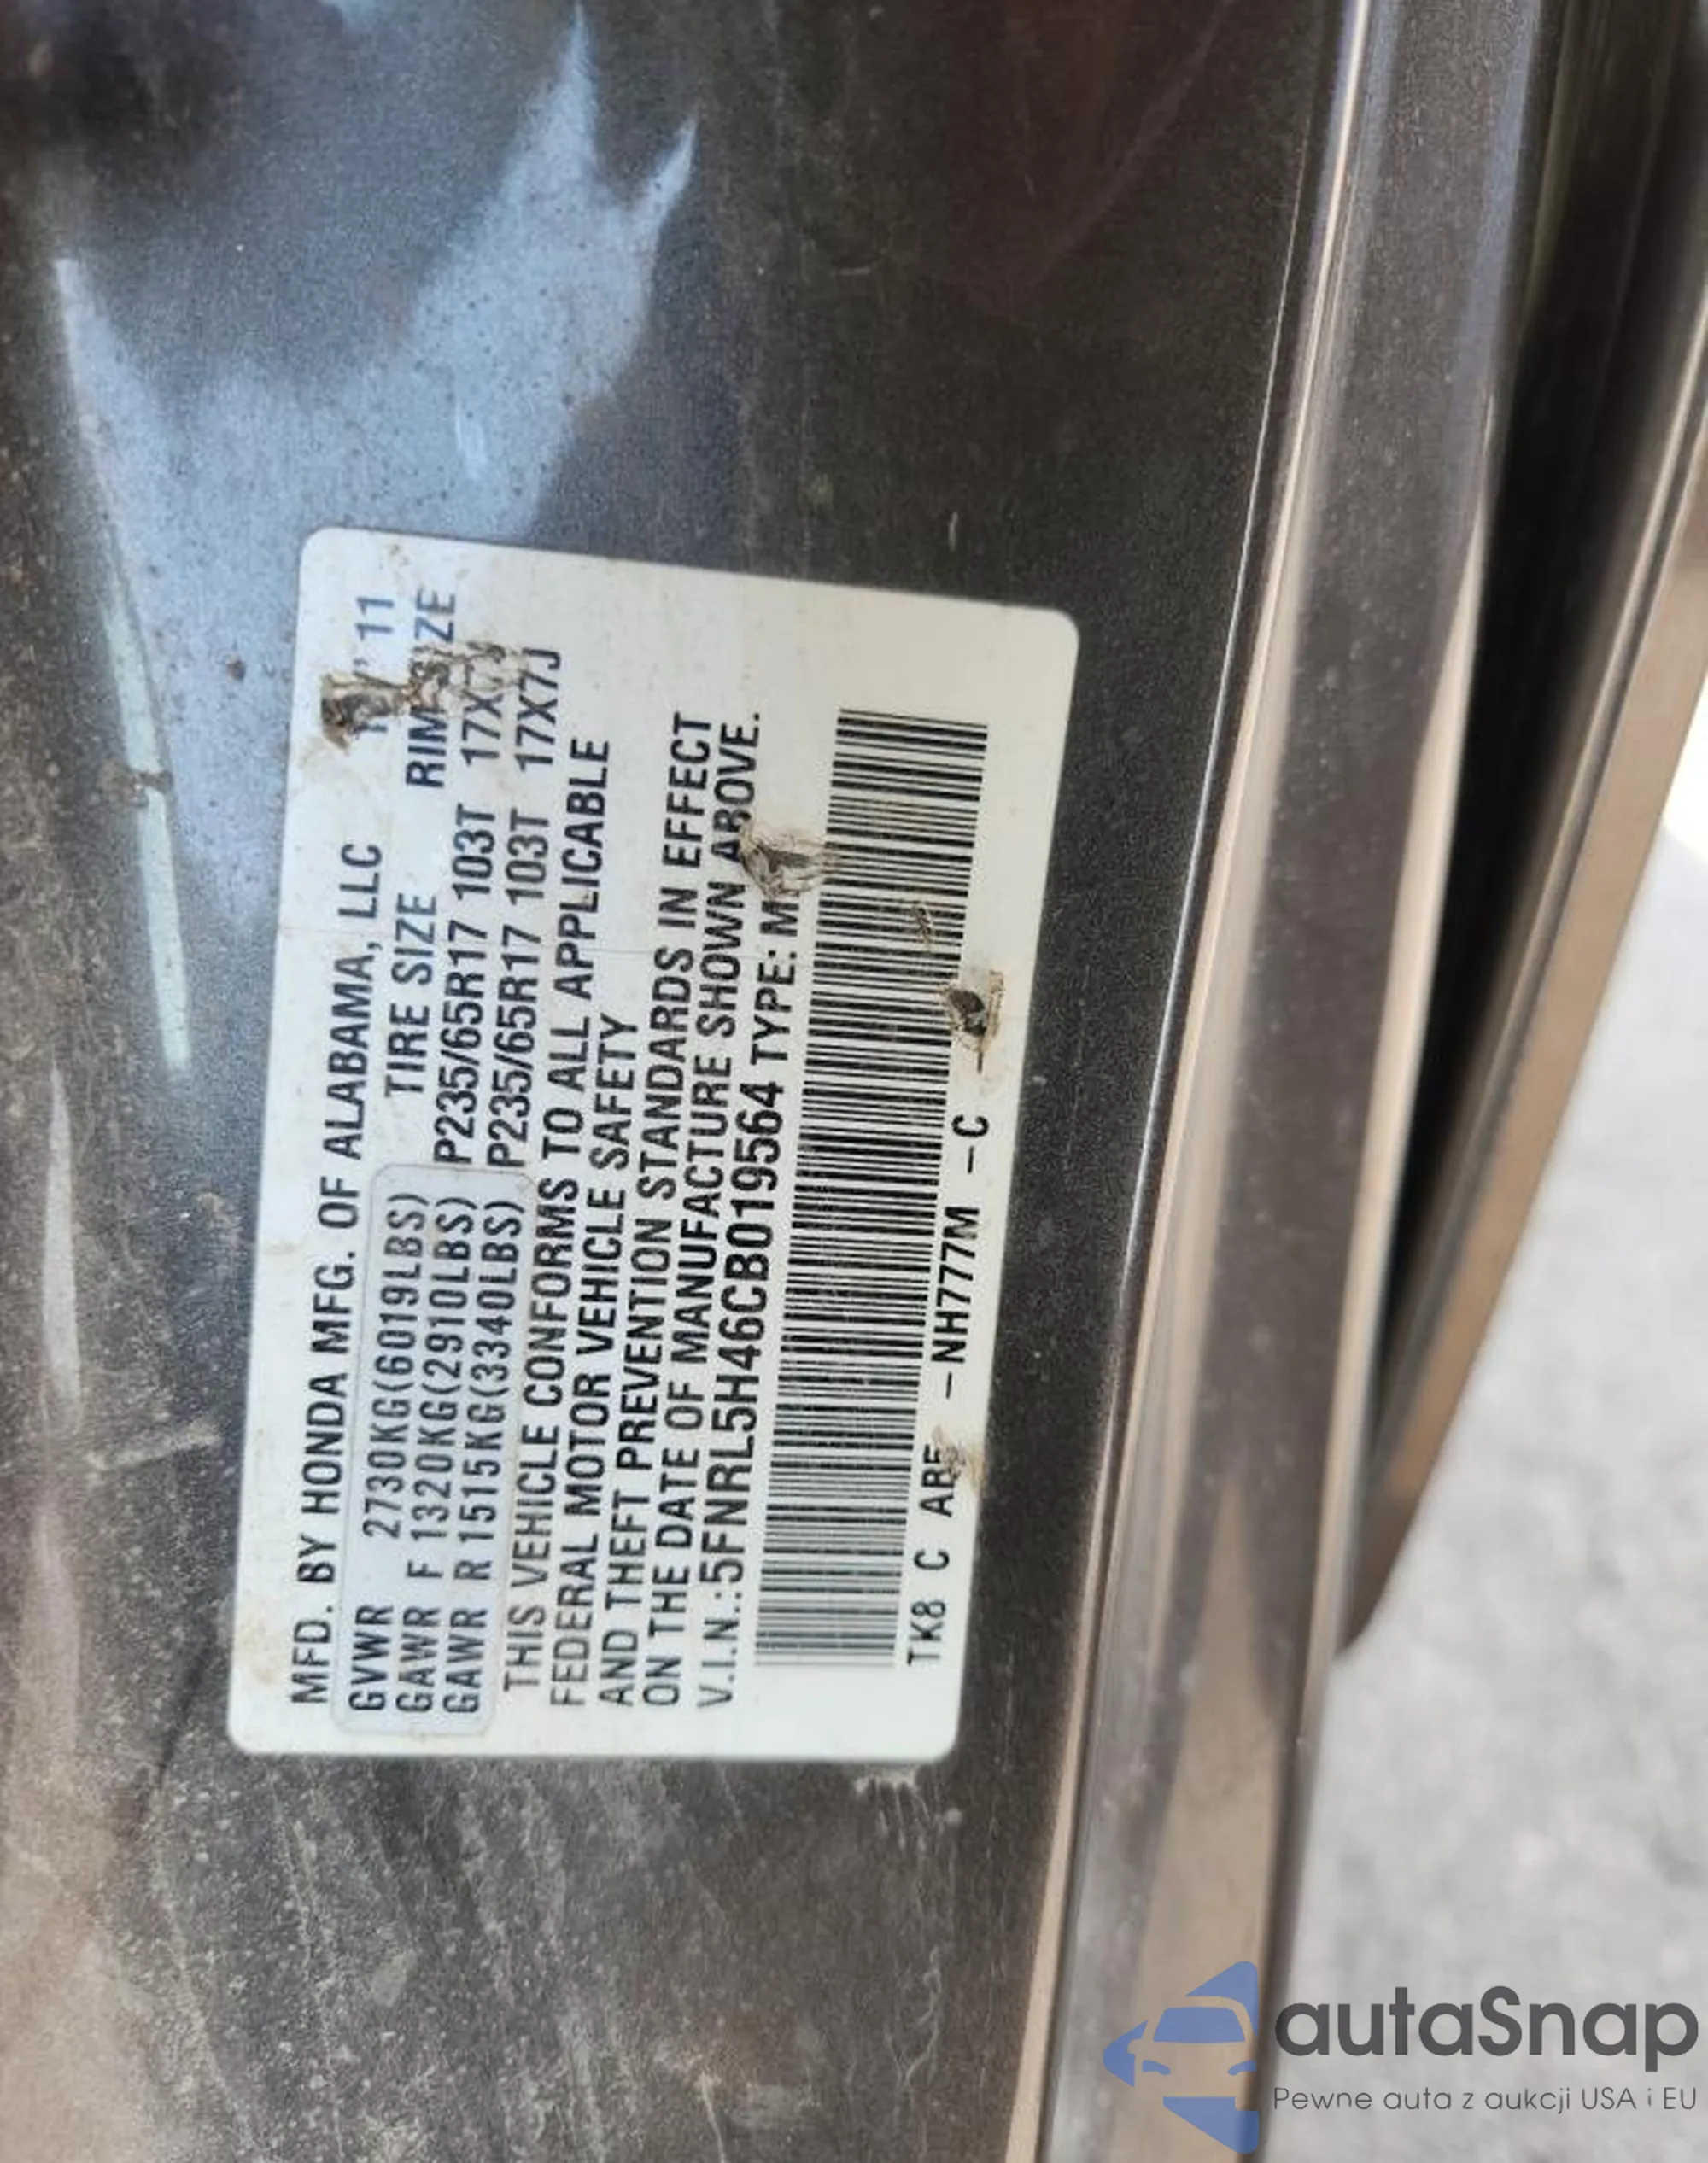 MFD. BY HONDA MFG. OF ALABAMA, LLC 11
TIRE SIZE RIM SIZE
GVWR 2730KG(6019LBS)
GAWR F 1320KG(2910LBS) P235/65R17 103T
GAWR R 1515KG(3340LBS) P235/65R17 103T 17X7J
THIS VEHICLE CONFORMS TO ALL APPLICABLE
FEDERAL MOTOR VEHICLE SAFETY
AND THEFT PREVENTION STANDARDS IN EFFECT
ON THE DATE OF MANUFACTURE SHOWN ABOVE.
V.I.N.:5FNRL5H46CB019564 TYPE:
TK8 C -NH777M -C -
autaSnap
Pewne auta z aukcji USA i EU